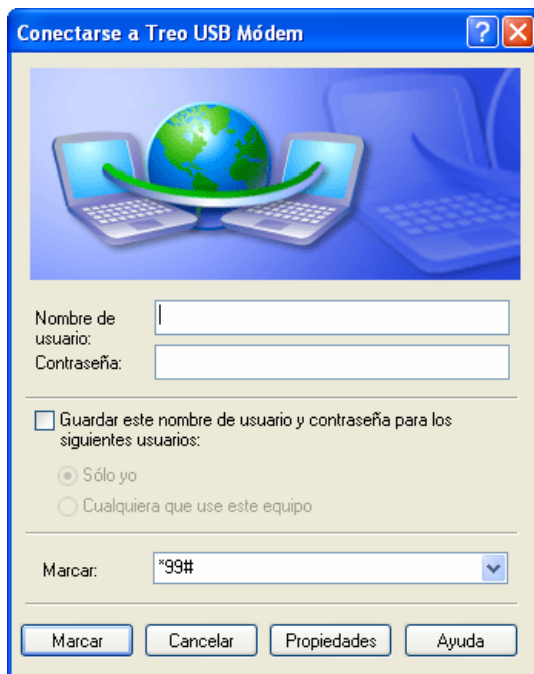 Conectarse a Treo USB Módem
Nombre de
usuario:
Contraseña:
Guardar este nombre de usuario y contraseña para los
siguientes usuarios:
Sólo yo
Cualquiera que use este equipo
Marcar: *99#
Marcar Cancelar Propiedades Ayuda